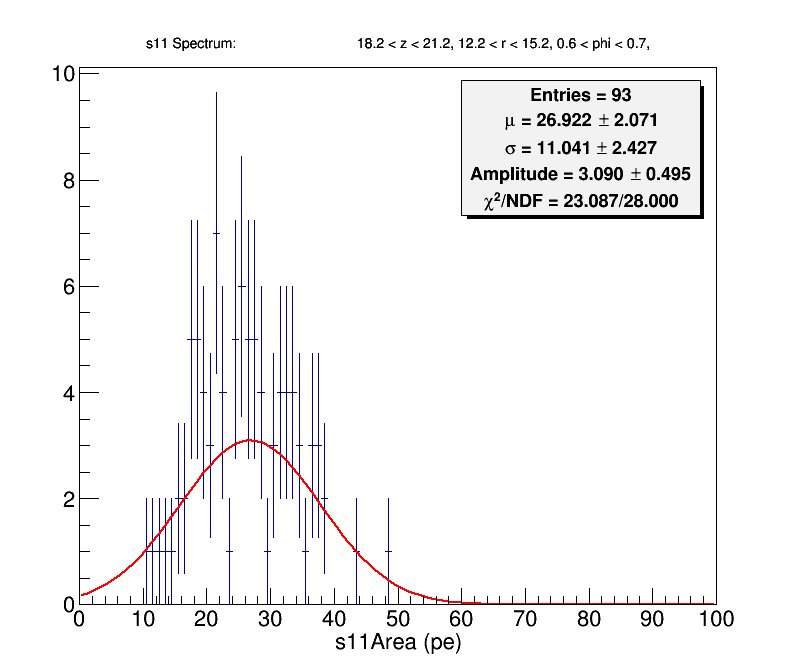 s11 Spectrum: 18.2 < z < 21.2, 12.2 < r < 15.2, 0.6 < phi < 0.7,
Entries = 93
μ = 26.922 ± 2.071
σ = 11.041 ± 2.427
Amplitude = 3.090 ± 0.495
χ²/NDF = 23.087/28.000
10
8
6
4
2
0
0 10 20 30 40 50 60 70 80 90 100
s11Area (pe)